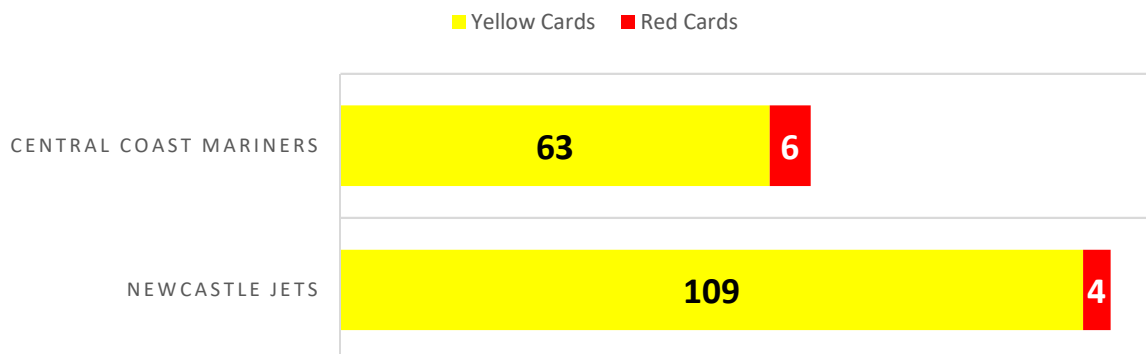 Yellow Cards Red Cards
CENTRAL COAST MARINERS 63 6
NEWCASTLE JETS 109 4